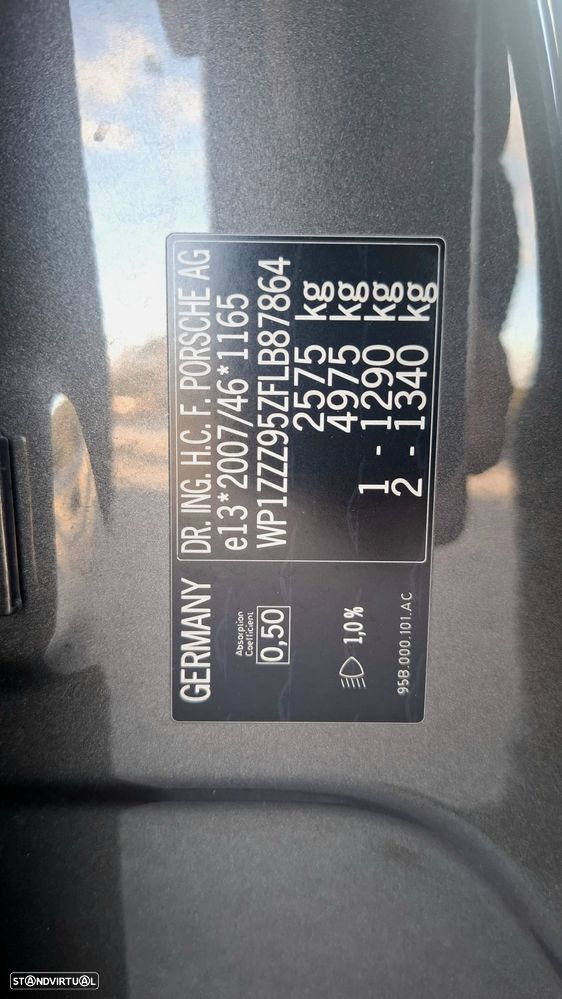 GERMANY
DR. ING. H.C. F. PORSCHE AG
e13*2007/46*1165
WP1ZZZ95ZFLB87864
2575 kg
4975 kg
1 - 1290 kg
2 - 1340 kg
Absorption
Coefficient
0,50
1,0 %
95B.000.101.AC
STANDVIRTUAL